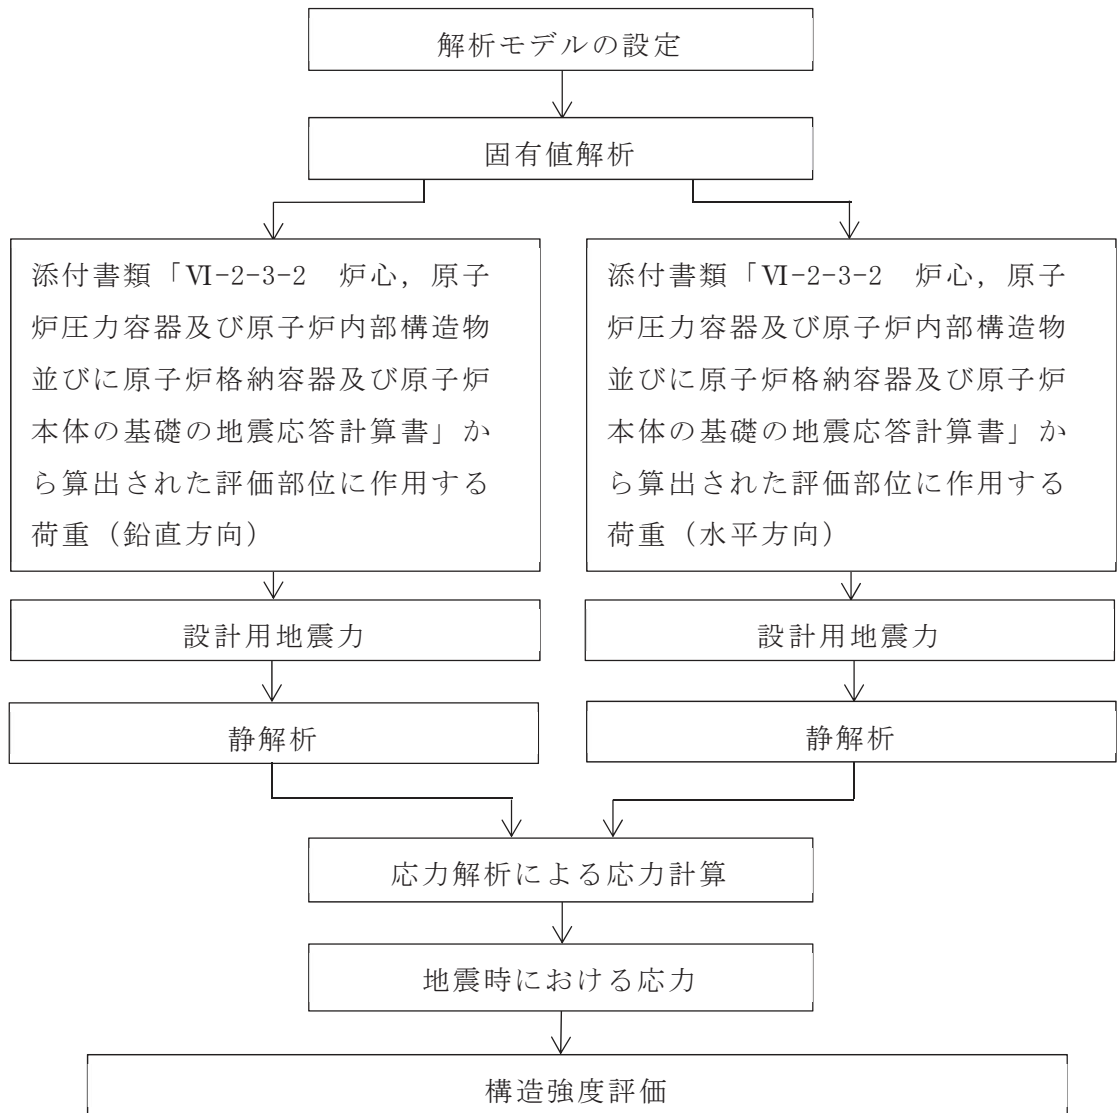 解析モデルの設定
固有値解析
添付書類「Ⅵ-2-3-2　炉心，原子
炉圧力容器及び原子炉内部構造物
並びに原子炉格納容器及び原子炉
本体の基礎の地震応答計算書」か
ら算出された評価部位に作用する
荷重（鉛直方向）
添付書類「Ⅵ-2-3-2　炉心，原子
炉圧力容器及び原子炉内部構造物
並びに原子炉格納容器及び原子炉
本体の基礎の地震応答計算書」か
ら算出された評価部位に作用する
荷重（水平方向）
設計用地震力
設計用地震力
静解析
静解析
応力解析による応力計算
地震時における応力
構造強度評価